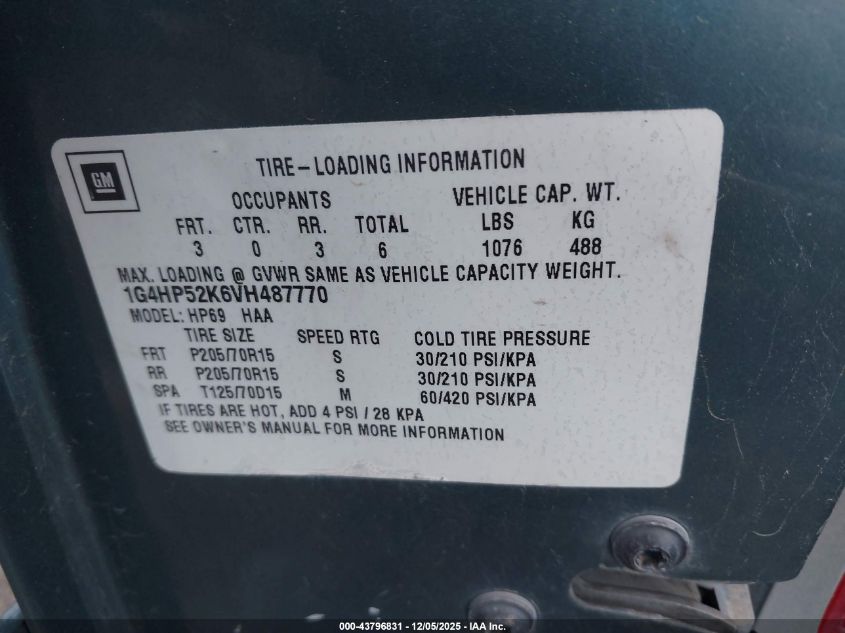 GM
TIRE-LOADING INFORMATION
OCCUPANTS VEHICLE CAP. WT.
FRT. CTR. RR. TOTAL LBS KG
3 0 3 6 1076 488
MAX. LOADING @ GVWR SAME AS VEHICLE CAPACITY WEIGHT.
1G4HP52K6VH487770
MODEL: HP69 HAA
TIRE SIZE SPEED RTG COLD TIRE PRESSURE
FRT P205/70R15 S 30/210 PSI/KPA
RR P205/70R15 S 30/210 PSI/KPA
SPA T125/70D15 M 60/420 PSI/KPA
IF TIRES ARE HOT, ADD 4 PSI / 28 KPA
SEE OWNER'S MANUAL FOR MORE INFORMATION
000-43796831 - 12/05/2025 - IAA Inc.